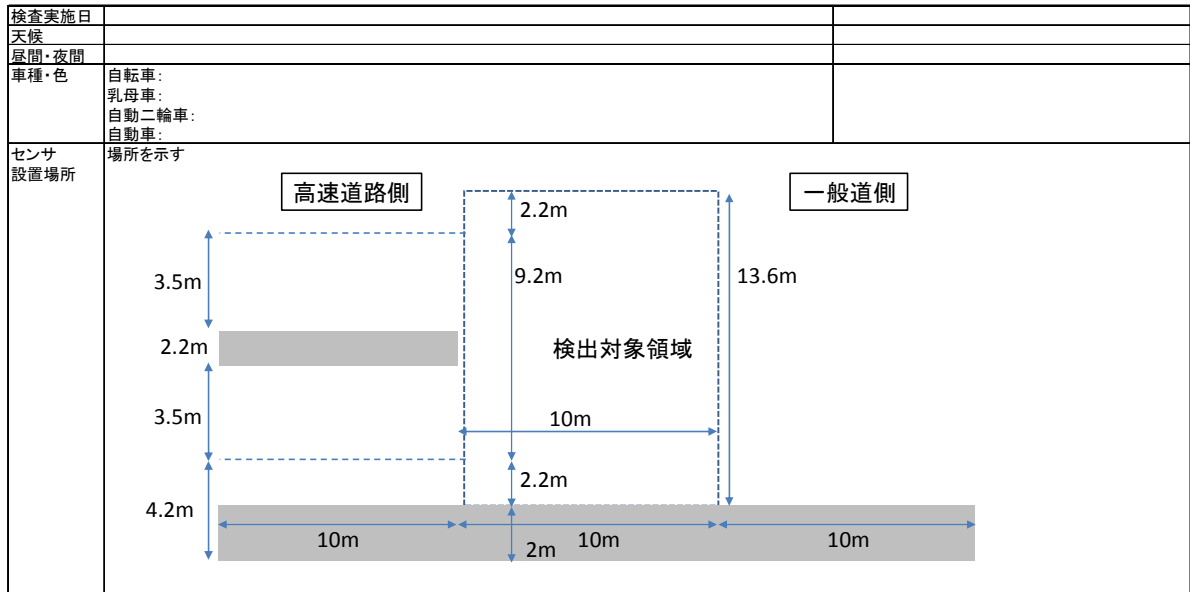 検査実施日
天候
昼間・夜間
車種・色
自転車:
乳母車:
自動二輪車:
自動車:
センサ
設置場所
場所を示す
高速道路側
一般道側
2.2m
3.5m
9.2m
13.6m
2.2m
検出対象領域
3.5m
10m
2.2m
4.2m
10m
2m
10m
10m